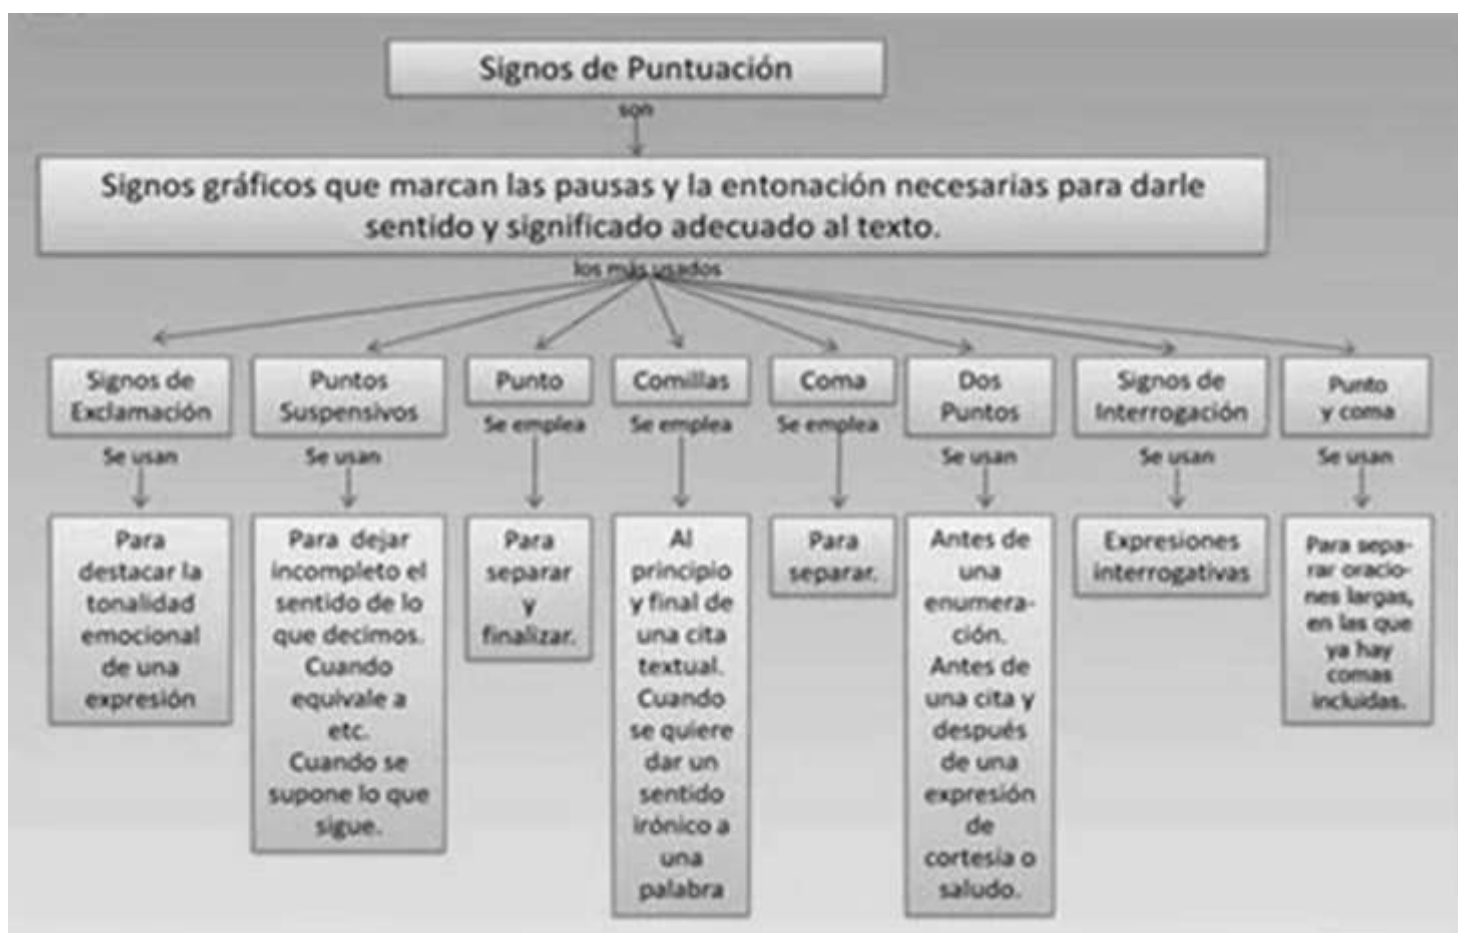 Signos de Puntuación
son
Signos gráficos que marcan las pausas y la entonación necesarias para darle
sentido y significado adecuado al texto.
los más usados
Signos de
Exclamación
Se usan
Para
destacar la
tonalidad
emocional
de una
expresión
Puntos
Suspensivos
Se usan
Para dejar
incompleto el
sentido de lo
que decimos.
Cuando
equivale a
etc.
Cuando se
supone lo que
sigue.
Punto
Se emplea
Para
separar
y
finalizar.
Comillas
Se emplea
Al
principio
y final de
una cita
textual.
Cuando
se quiere
dar un
sentido
irónico a
una
palabra
Coma
Se emplea
Para
separar.
Dos
Puntos
Se usan
Antes de
una
enumera-
ción.
Antes de
una cita y
después
de una
expresión
de
cortesía o
saludo.
Signos de
Interrogación
Se usan
Expresiones
interrogativas
Punto
y coma
Se usan
Para sepa-
rar oracio-
nes largas,
en las que
ya hay
comas
incluidas.